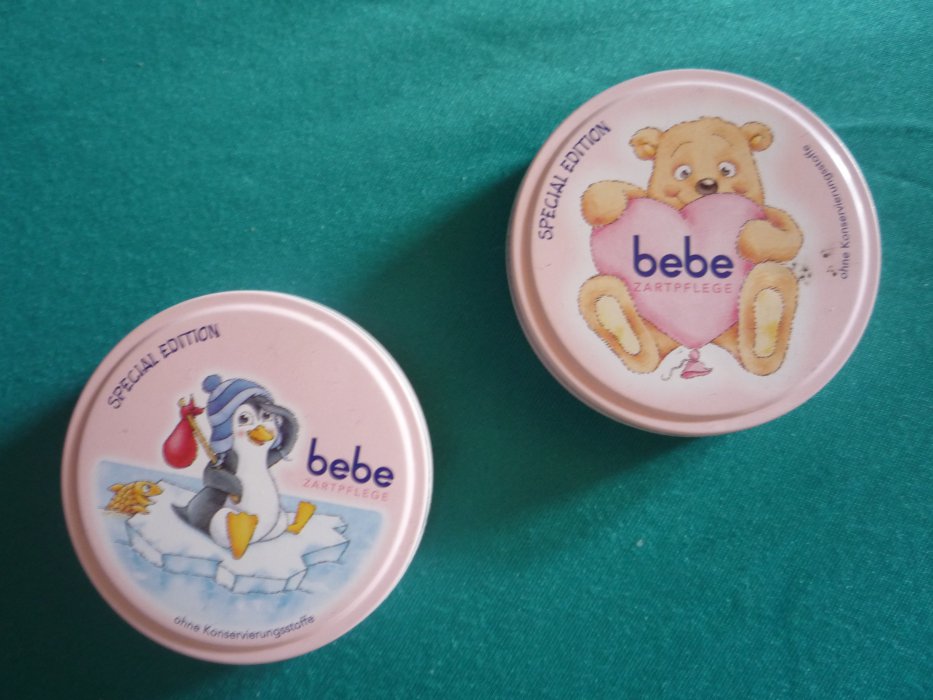 SPECIAL EDITION
bebe
ZARTPFLEGE
ohne Konservierungsstoffe
SPECIAL EDITION
bebe
ZARTPFLEGE
ohne Konservierungsstoffe